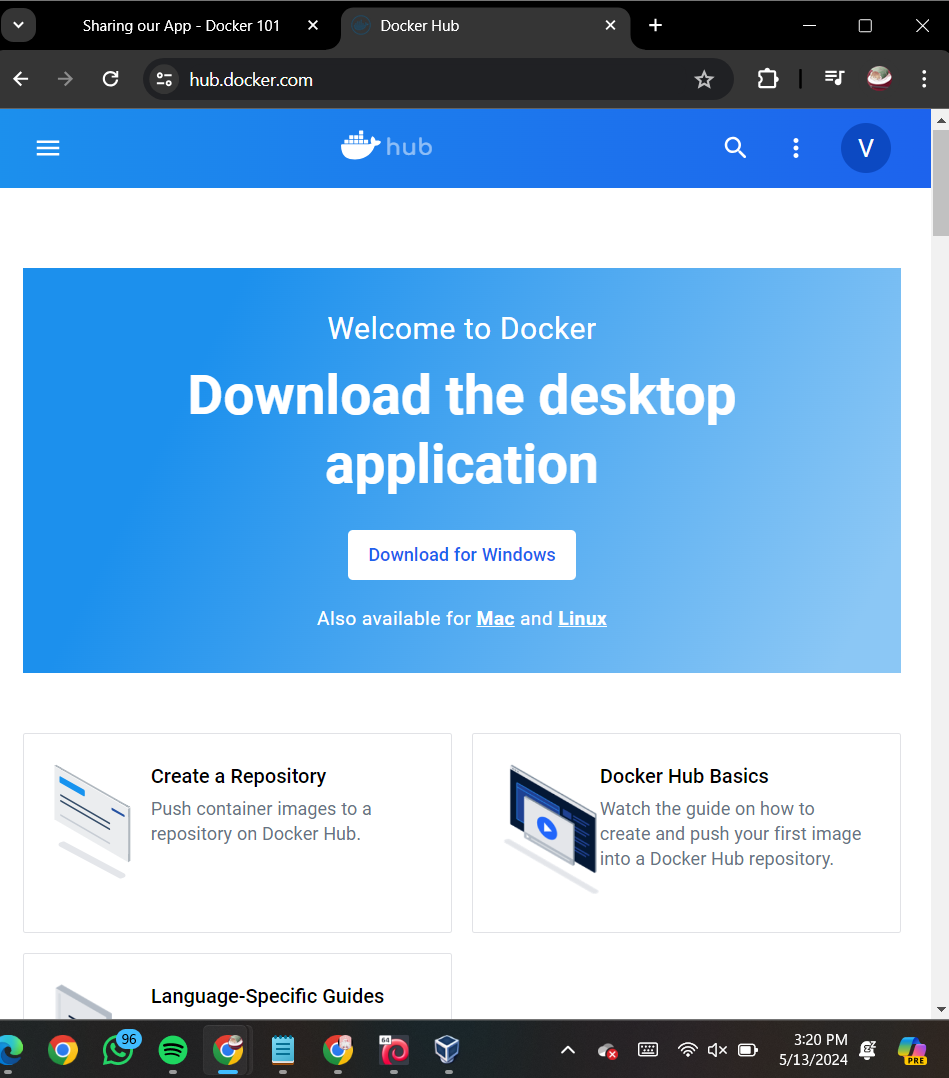 Sharing our App - Docker 101
Docker Hub
hub.docker.com
hub
V
Welcome to Docker
Download the desktop
application
Download for Windows
Also available for Mac and Linux
Create a Repository
Push container images to a
repository on Docker Hub.
Docker Hub Basics
Watch the guide on how to
create and push your first image
into a Docker Hub repository.
Language-Specific Guides
96
64
3:20 PM
5/13/2024
PRE